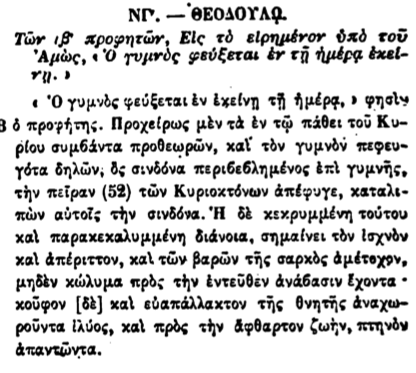 ΝΓʹ. — ΘΕΟΔΟΥΛΩ.
Τῶν ιβʹ προφητῶν, Εἰς τὸ εἰρημένον ὑπὸ τοῦ
Ἀμὼς, « Ὁ γυμνὸς φεύξεται ἐν τῇ ἡμέρᾳ ἐκεί-
νῃ. »
« Ὁ γυμνὸς φεύξεται ἐν ἐκείνῃ τῇ ἡμέρᾳ, » φησὶν
Β ὁ προφήτης. Προχείρως μὲν τὰ ἐν τῷ πάθει τοῦ Κυ-
ρίου συμβάντα προθεωρῶν, καὶ τὸν γυμνὸν πεφευ-
γότα δηλῶν, ὃς σινδόνα περιβεβλημένος ἐπὶ γυμνῆς,
τὴν πεῖραν (52) τῶν Κυριοκτόνων ἀπέφυγε, καταλι-
πὼν αὐτοῖς τὴν σινδόνα. Ἡ δὲ κεκρυμμένη τούτου
καὶ παρακεκαλυμμένη διάνοια, σημαίνει τὸν ἰσχνὸν
καὶ ἀπέριττον, καὶ τῶν βαρῶν τῆς σαρκὸς ἀμέτοχον,
μηδὲν κώλυμα πρὸς τὴν ἐντεῦθεν ἀνάβασιν ἔχοντα ·
κοῦφον [δὲ] καὶ εὐαπάλλακτον τῆς θνητῆς ἀναχω-
ροῦντα ἰλύος, καὶ πρὸς τὴν ἄφθαρτον ζωὴν, πτηνὸν
ἀπαντῶντα.